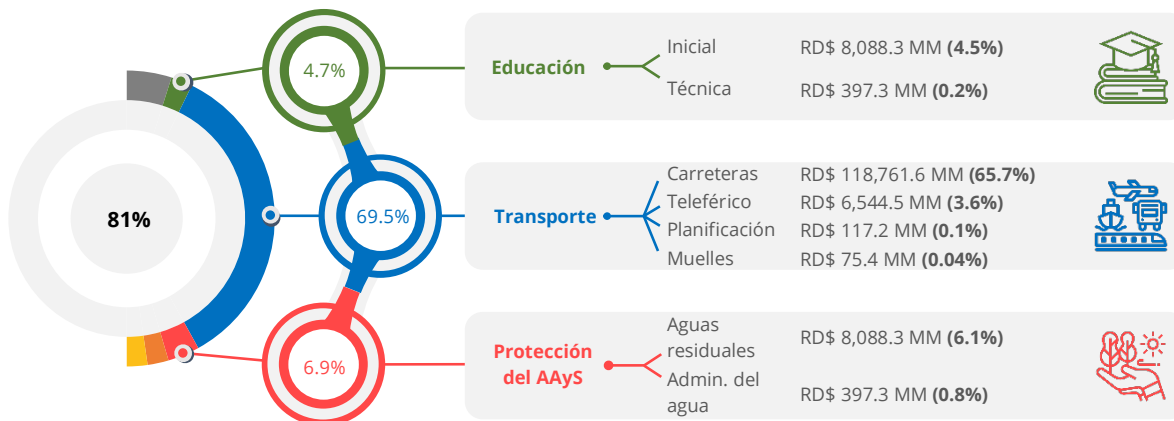 81%
4.7%
Educación
Inicial RD$ 8,088.3 MM (4.5%)
Técnica RD$ 397.3 MM (0.2%)
69.5%
Transporte
Carreteras RD$ 118,761.6 MM (65.7%)
Teleférico RD$ 6,544.5 MM (3.6%)
Planificación RD$ 117.2 MM (0.1%)
Muelles RD$ 75.4 MM (0.04%)
6.9%
Protección
del AAyS
Aguas
residuales
RD$ 8,088.3 MM (6.1%)
Admin. del
agua
RD$ 397.3 MM (0.8%)